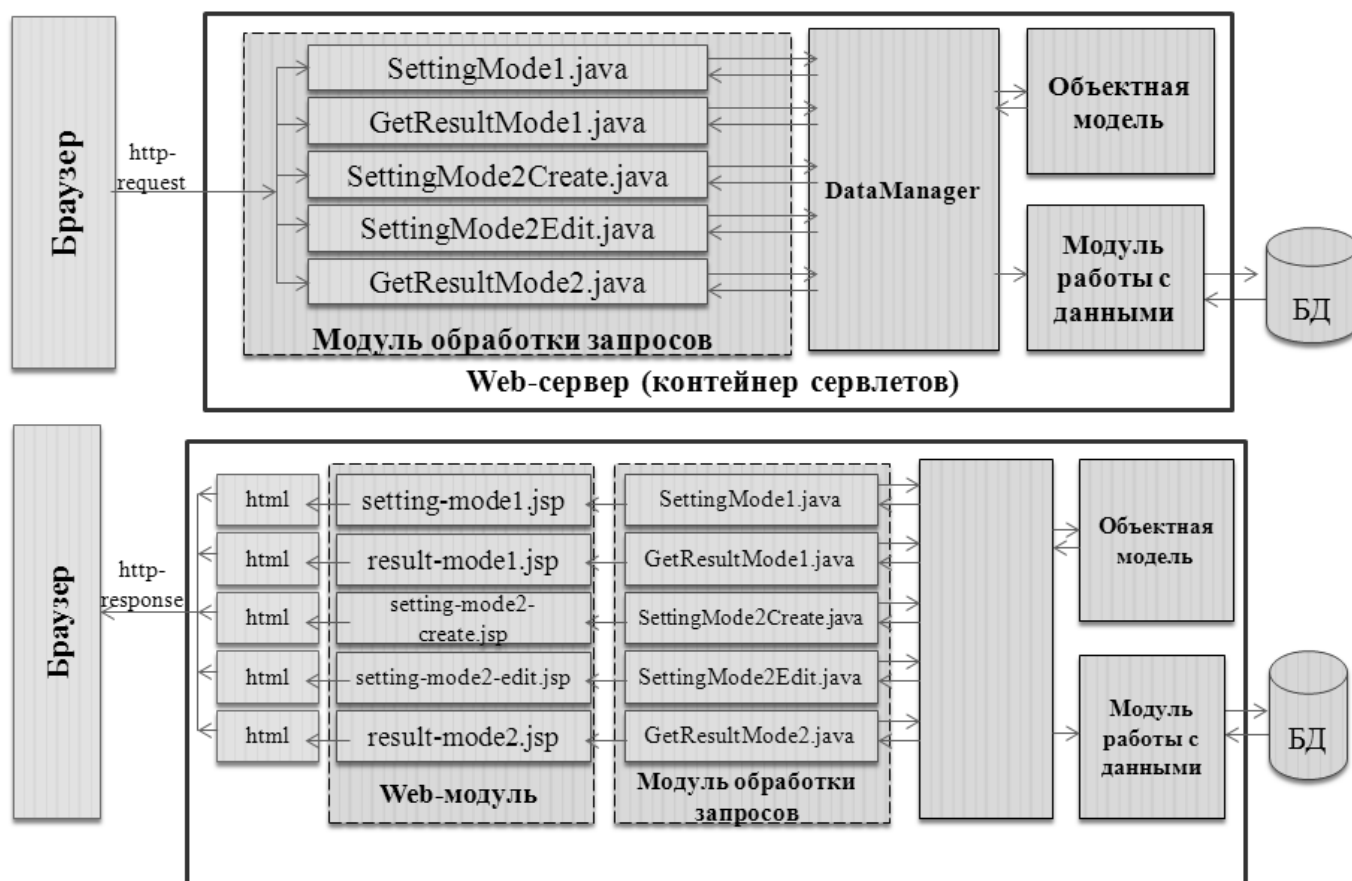 Браузер
http-
request
SettingMode1.java
GetResultMode1.java
SettingMode2Create.java
SettingMode2Edit.java
GetResultMode2.java
Модуль обработки запросов
DataManager
Объектная
модель
Модуль
работы с
данными
БД
Web-сервер (контейнер сервлетов)
Браузер
http-
response
html
setting-mode1.jsp
SettingMode1.java
html
result-mode1.jsp
GetResultMode1.java
html
setting-mode2-
create.jsp
SettingMode2Create.java
html
setting-mode2-edit.jsp
SettingMode2Edit.java
html
result-mode2.jsp
GetResultMode2.java
Web-модуль
Модуль обработки
запросов
Объектная
модель
Модуль
работы с
данными
БД